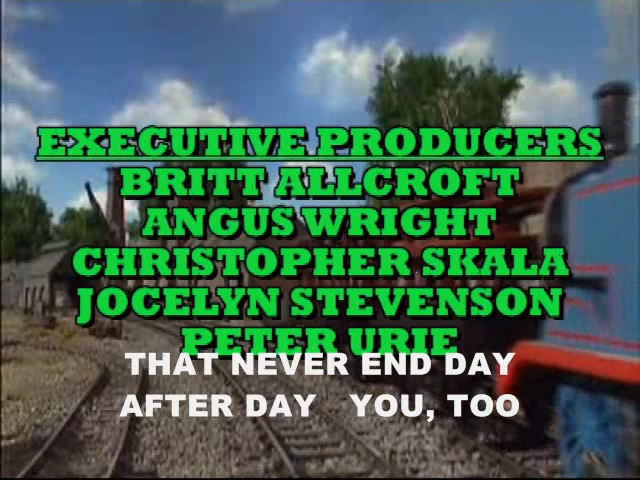 EXECUTIVE PRODUCERS
BRITT ALLCROFT
ANGUS WRIGHT
CHRISTOPHER SKALA
JOCELYN STEVENSON
PETER URIE
THAT NEVER END DAY
AFTER DAY YOU, TOO